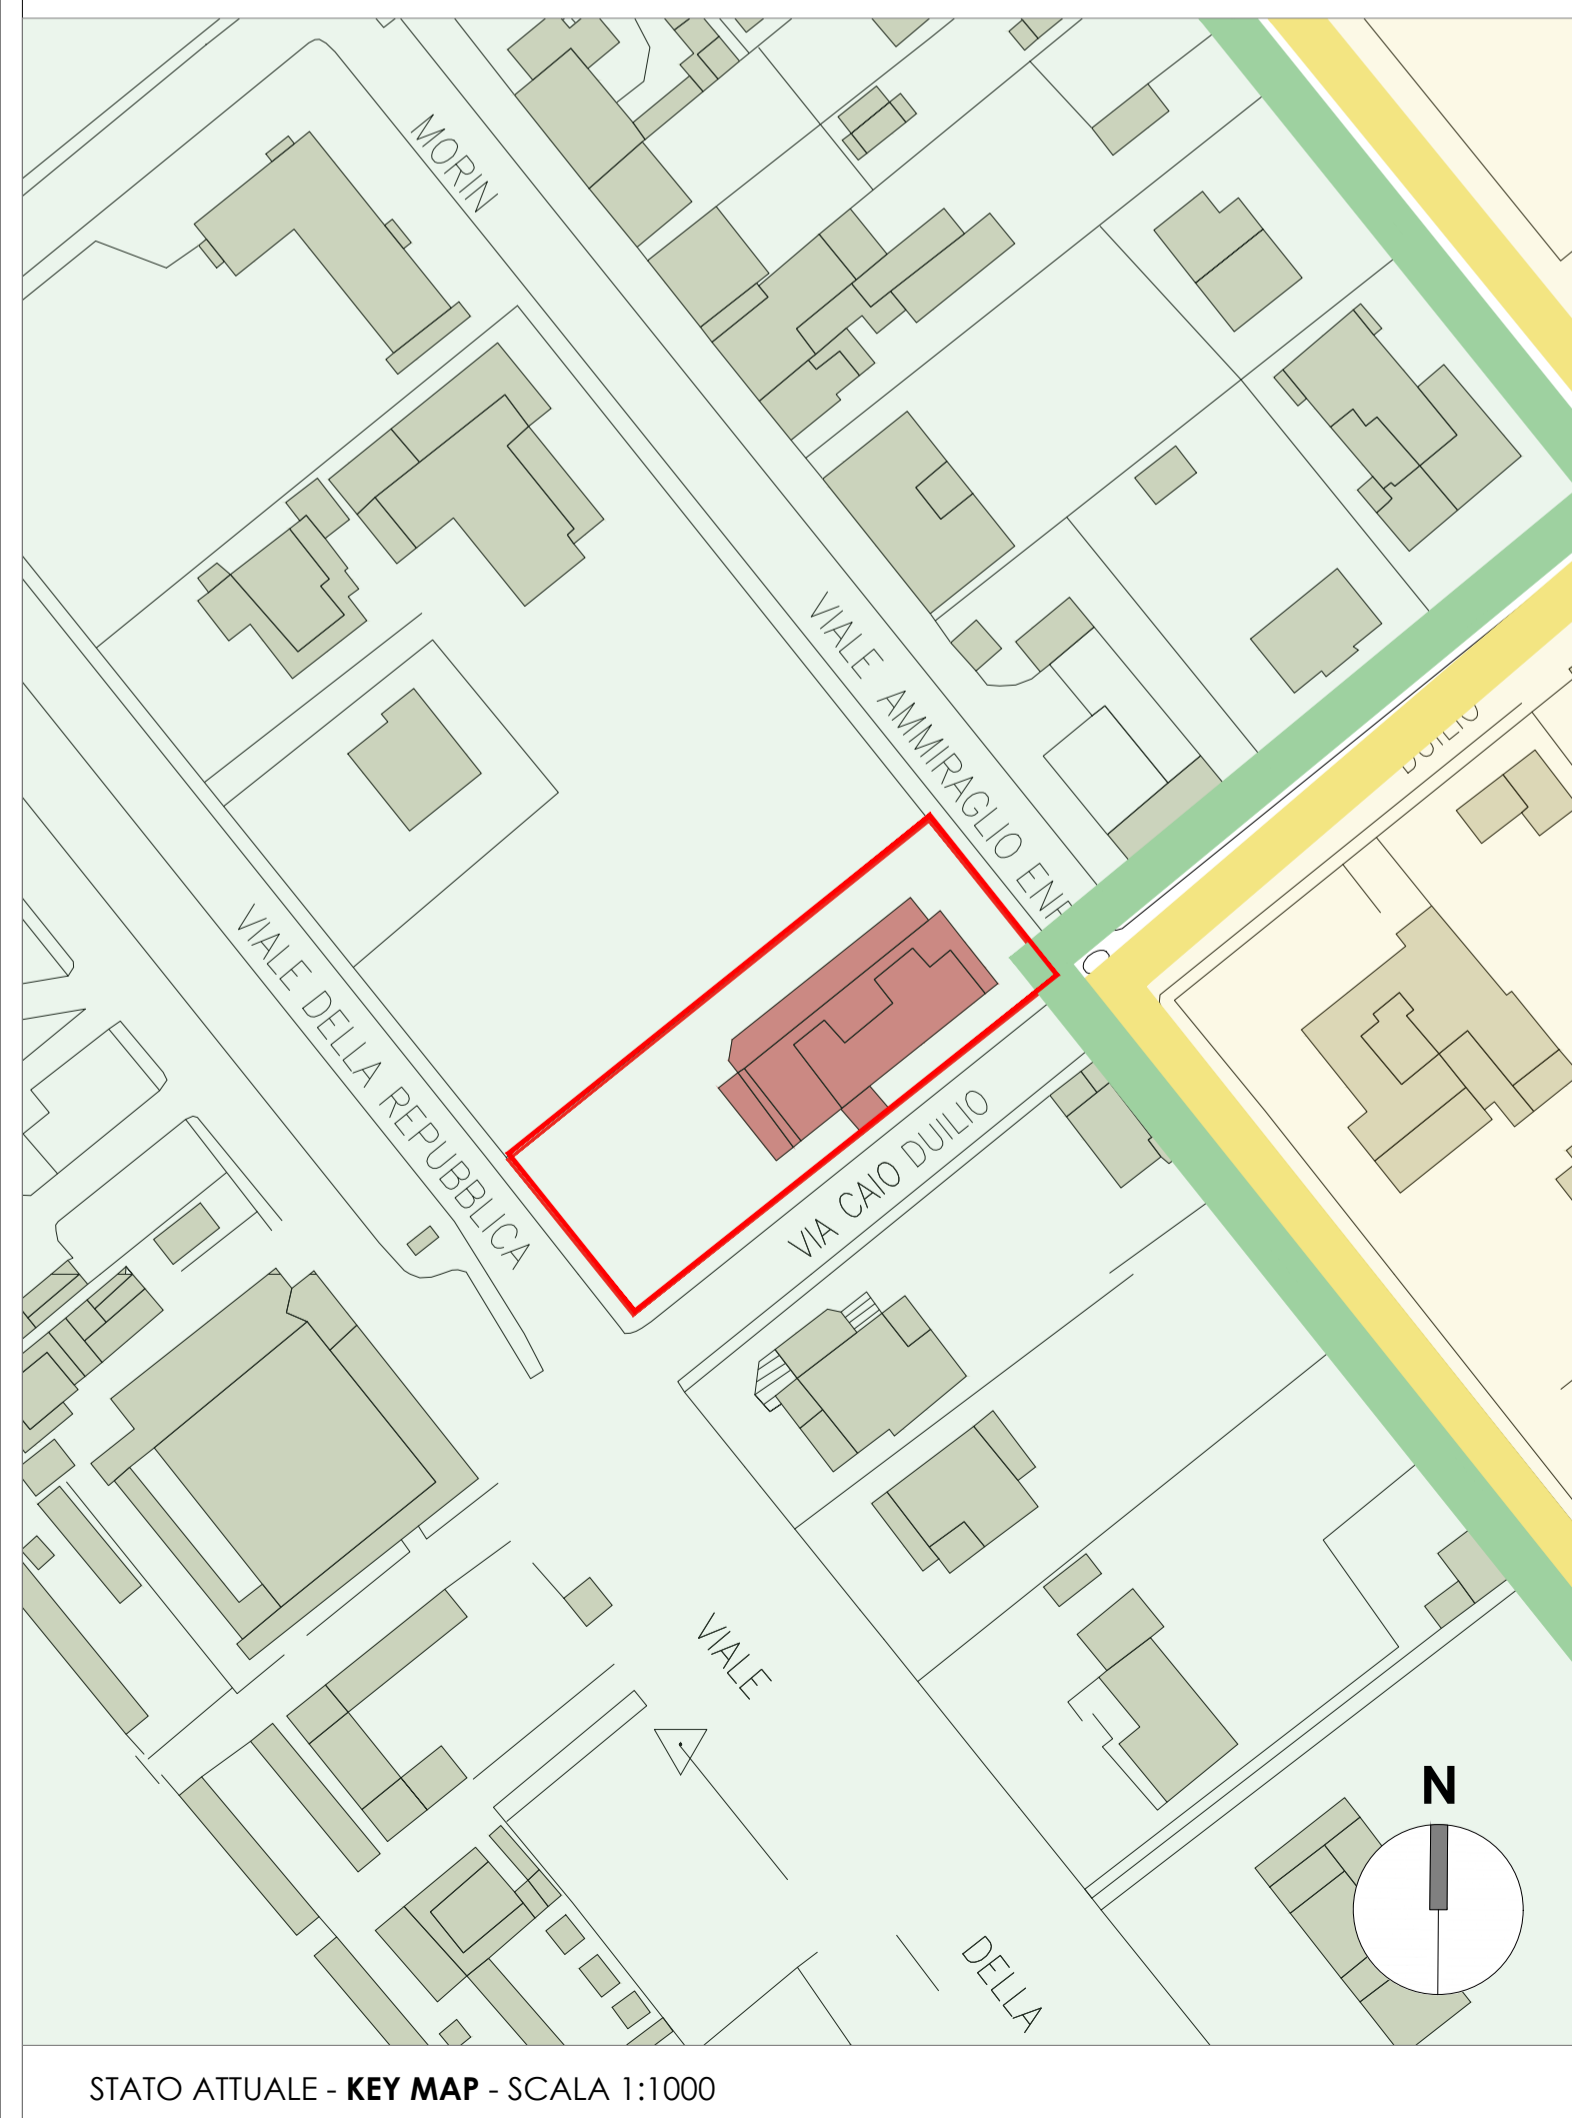 MORIN
VIALE AMMIRAGLIO
DUILIO
VIALE DELLA REPUBBLICA
VIA CAIO DUILIO
VIALE
DELLA
N
STATO ATTUALE - KEY MAP - SCALA 1:1000